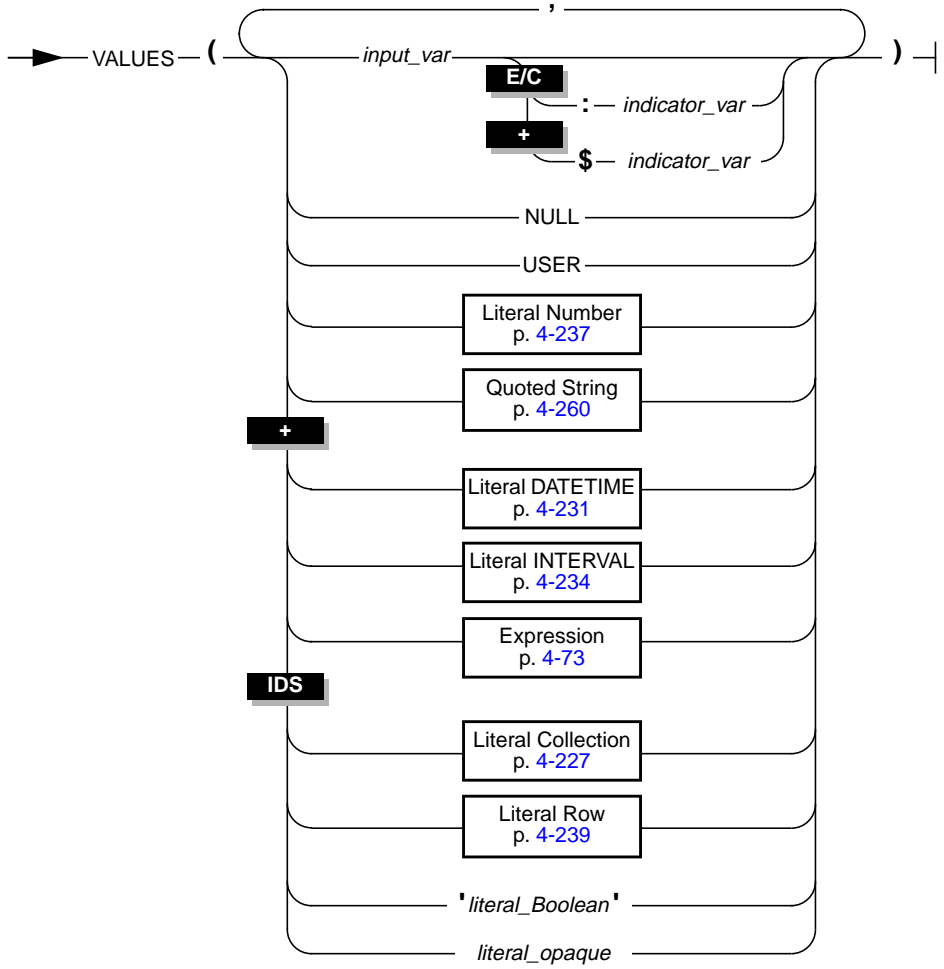 ,
VALUES ( input_var )
E/C
: indicator_var
+
$ indicator_var
NULL
USER
Literal Number
p. 4-237
Quoted String
p. 4-260
+
Literal DATETIME
p. 4-231
Literal INTERVAL
p. 4-234
Expression
p. 4-73
IDS
Literal Collection
p. 4-227
Literal Row
p. 4-239
'literal_Boolean'
literal_opaque